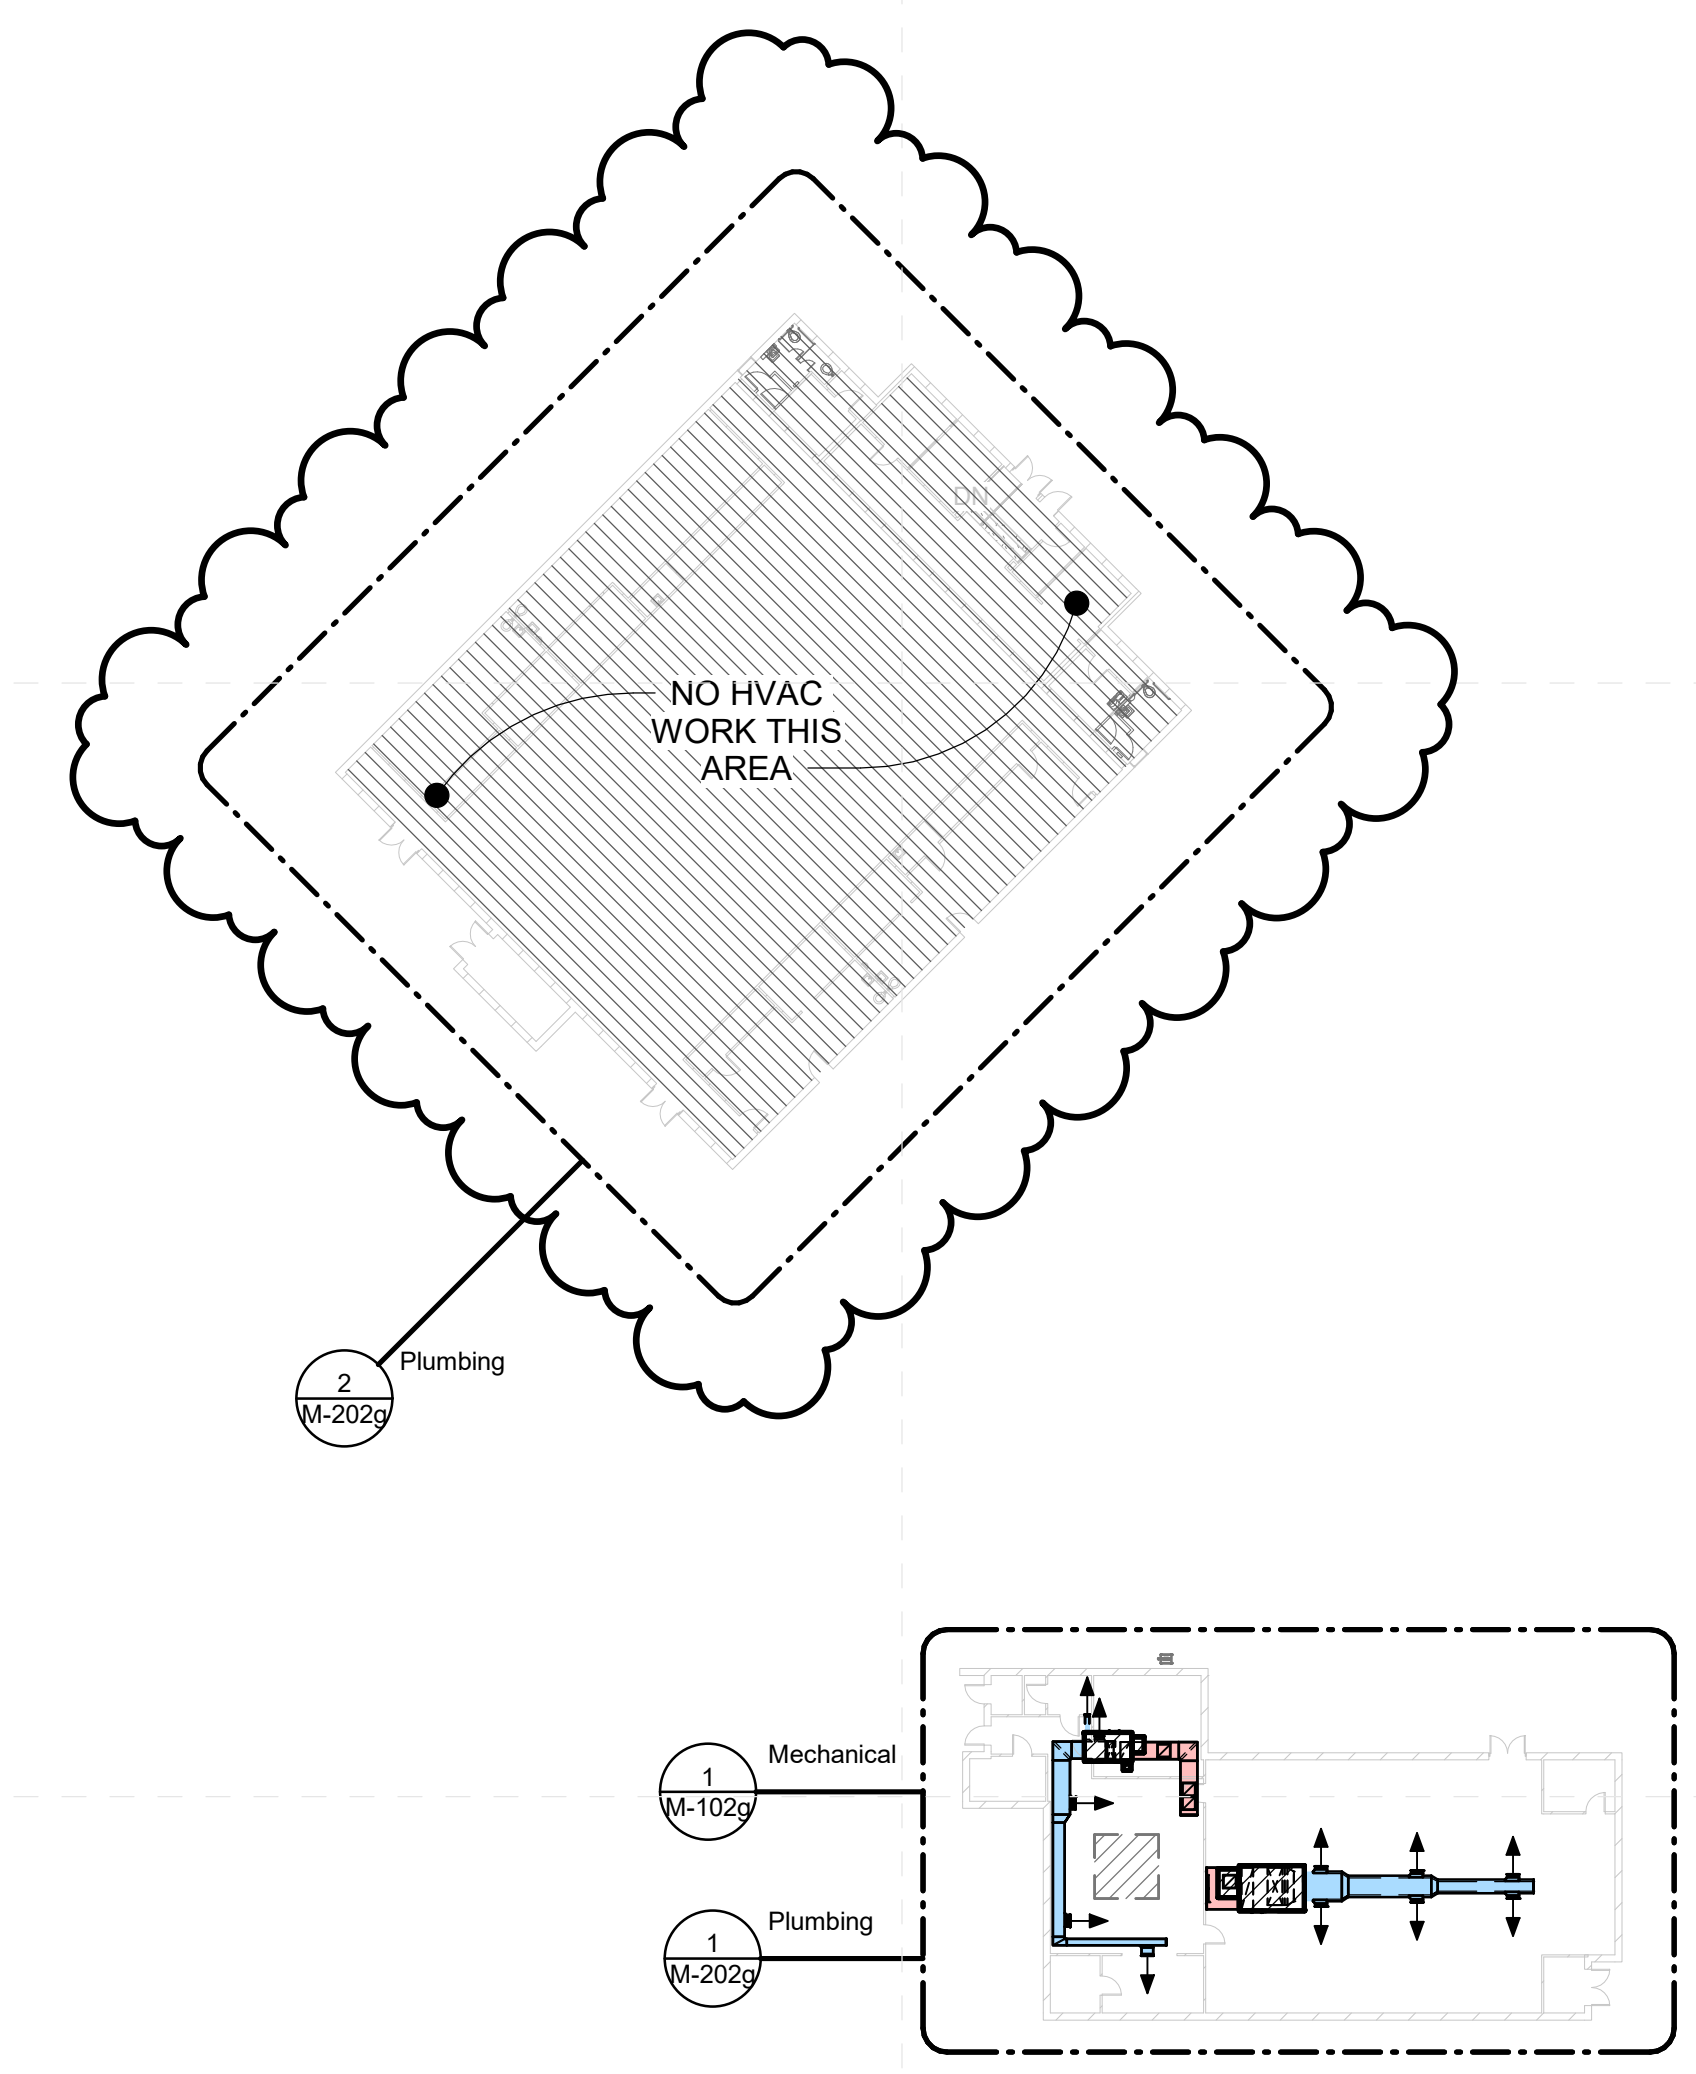 DN
NO HVAC
WORK THIS
AREA
Plumbing
2
M-202g
Mechanical
1
M-102g
Plumbing
1
M-202g